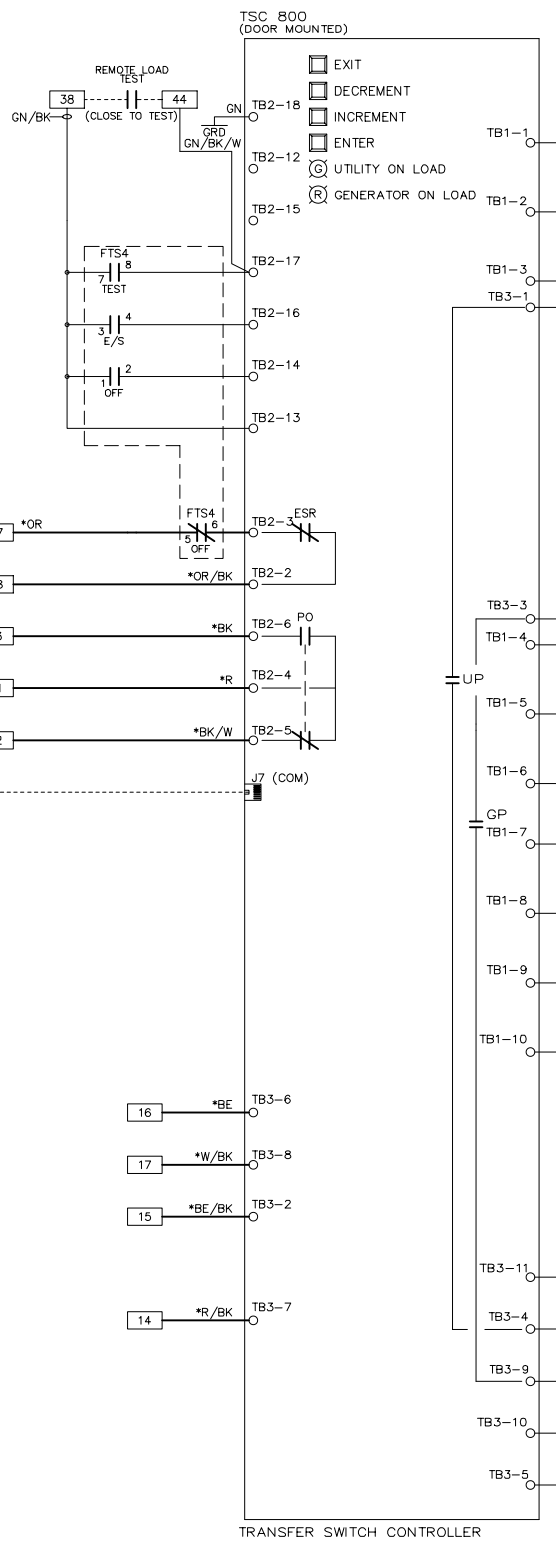 TSC 800
(DOOR MOUNTED)
REMOTE LOAD
TEST
38
44
(CLOSE TO TEST)
GN/BK
GN
GRD
GN/BK/W
TB2-18
EXIT
DECREMENT
INCREMENT
ENTER
G UTILITY ON LOAD
R GENERATOR ON LOAD
TB1-1
TB2-12
TB1-2
TB2-15
FTS4
7 8
TEST
TB2-17
TB1-3
TB3-1
3 4
E/S
TB2-16
1 2
OFF
TB2-14
TB2-13
7
*OR
FTS4
5 6
OFF
TB2-3
ESR
*OR/BK
TB2-2
*BK
TB2-6
PO
TB3-3
TB1-4
*R
TB2-4
UP
TB1-5
2
*BK/W
TB2-5
J7 (COM)
TB1-6
GP
TB1-7
TB1-8
TB1-9
TB1-10
16
*BE
TB3-6
17
*W/BK
TB3-8
15
*BE/BK
TB3-2
TB3-11
14
*R/BK
TB3-7
TB3-4
TB3-9
TB3-10
TB3-5
TRANSFER SWITCH CONTROLLER